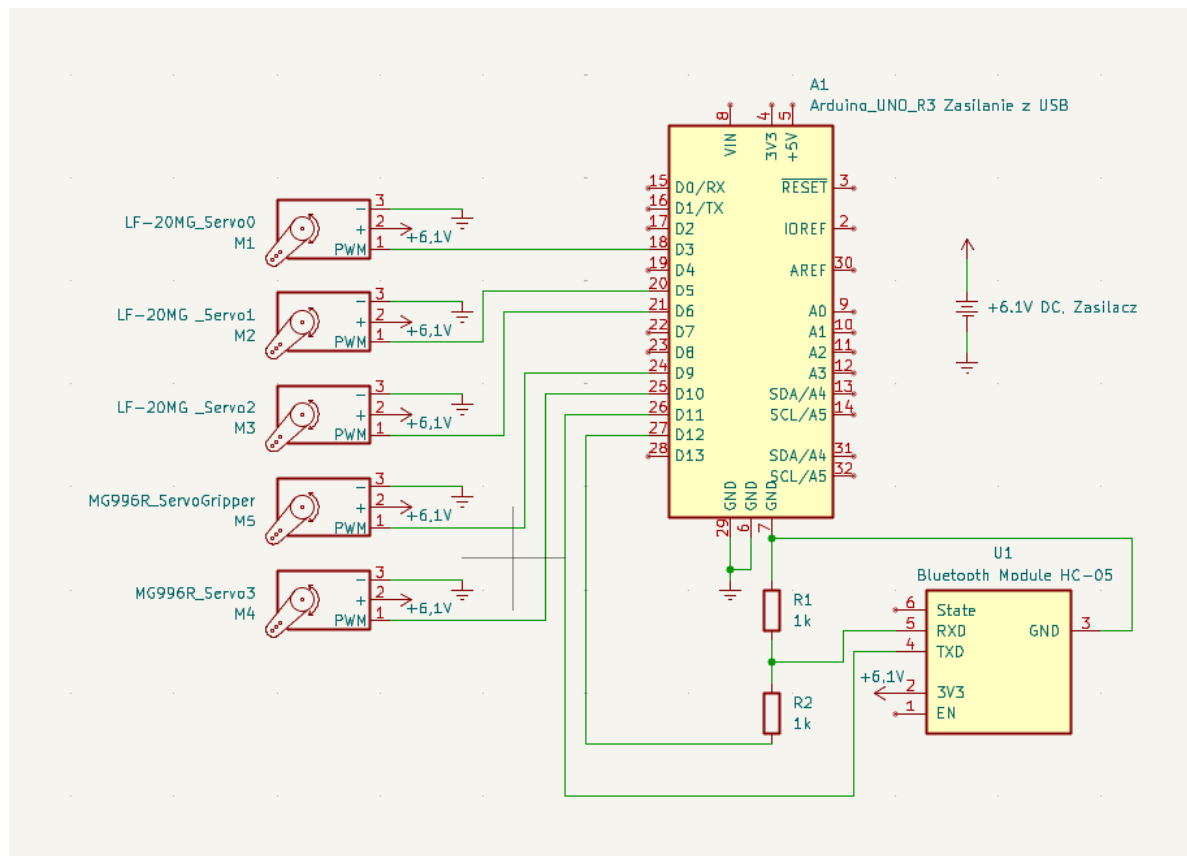 A1
Arduino_UNO_R3 Zasilanie z USB
8
4
5
VIN
3V3
+5V
15
D0/RX
RESET
3
16
D1/TX
17
D2
IOREF
2
18
D3
19
D4
AREF
30
20
D5
21
D6
A0
9
22
D7
A1
10
23
D8
A2
11
24
D9
A3
12
25
D10
SDA/A4
13
26
D11
SCL/A5
14
27
D12
28
D13
SDA/A4
31
SCL/A5
32
GND
GND
GND
29
6
7
LF-20MG_Servo0
M1
−
3
+
2
+6,1V
PWM
1
LF-20MG _Servo1
M2
−
3
+
2
+6,1V
PWM
1
LF-20MG _Servo2
M3
−
3
+
2
+6,1V
PWM
1
MG996R_ServoGripper
M5
−
3
+
2
+6,1V
PWM
1
MG996R_Servo3
M4
−
3
+
2
+6,1V
PWM
1
+6.1V DC, Zasilacz
R1
1k
R2
1k
U1
Bluetooth Module HC-05
6
State
5
RXD
GND
3
4
TXD
+6,1V
2
3V3
1
EN